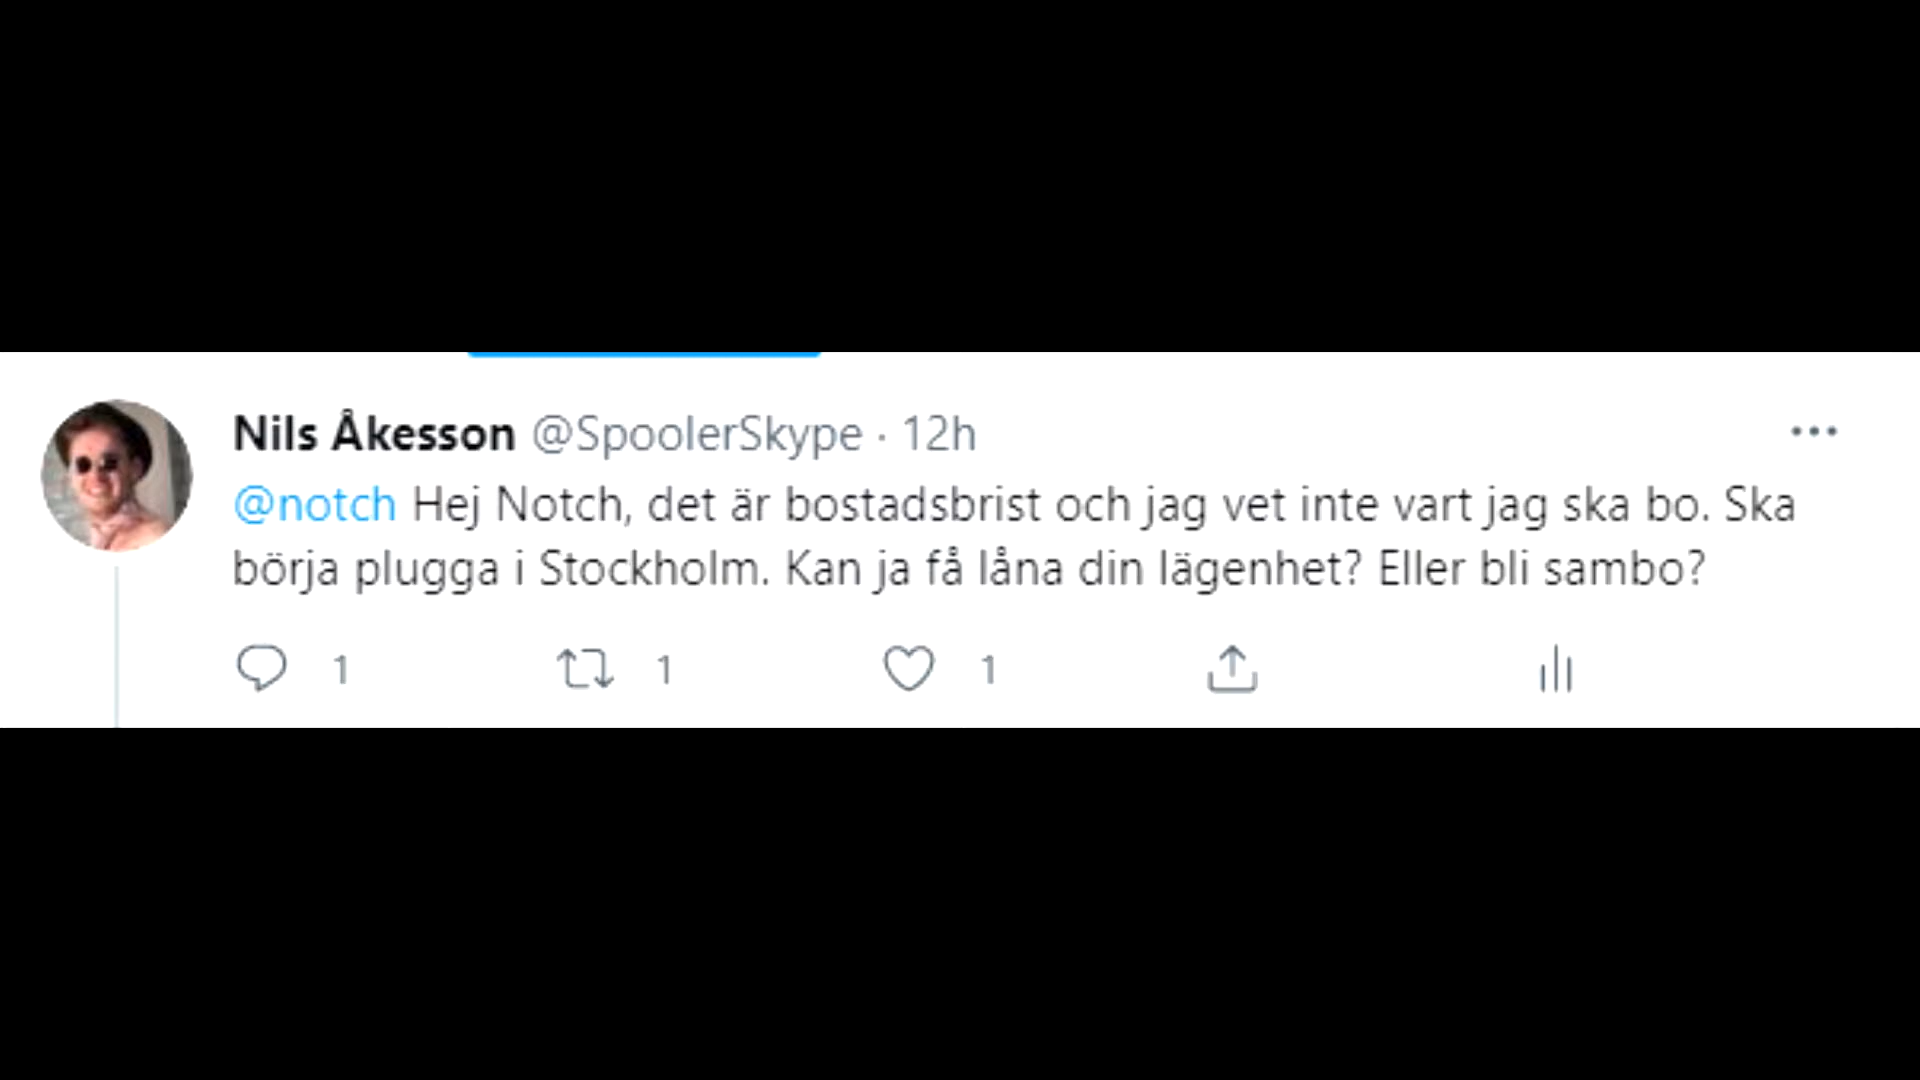 Nils Åkesson @SpoolerSkype · 12h
@notch Hej Notch, det är bostadsbrist och jag vet inte vart jag ska bo. Ska
börja plugga i Stockholm. Kan ja få låna din lägenhet? Eller bli sambo?
1 1 1